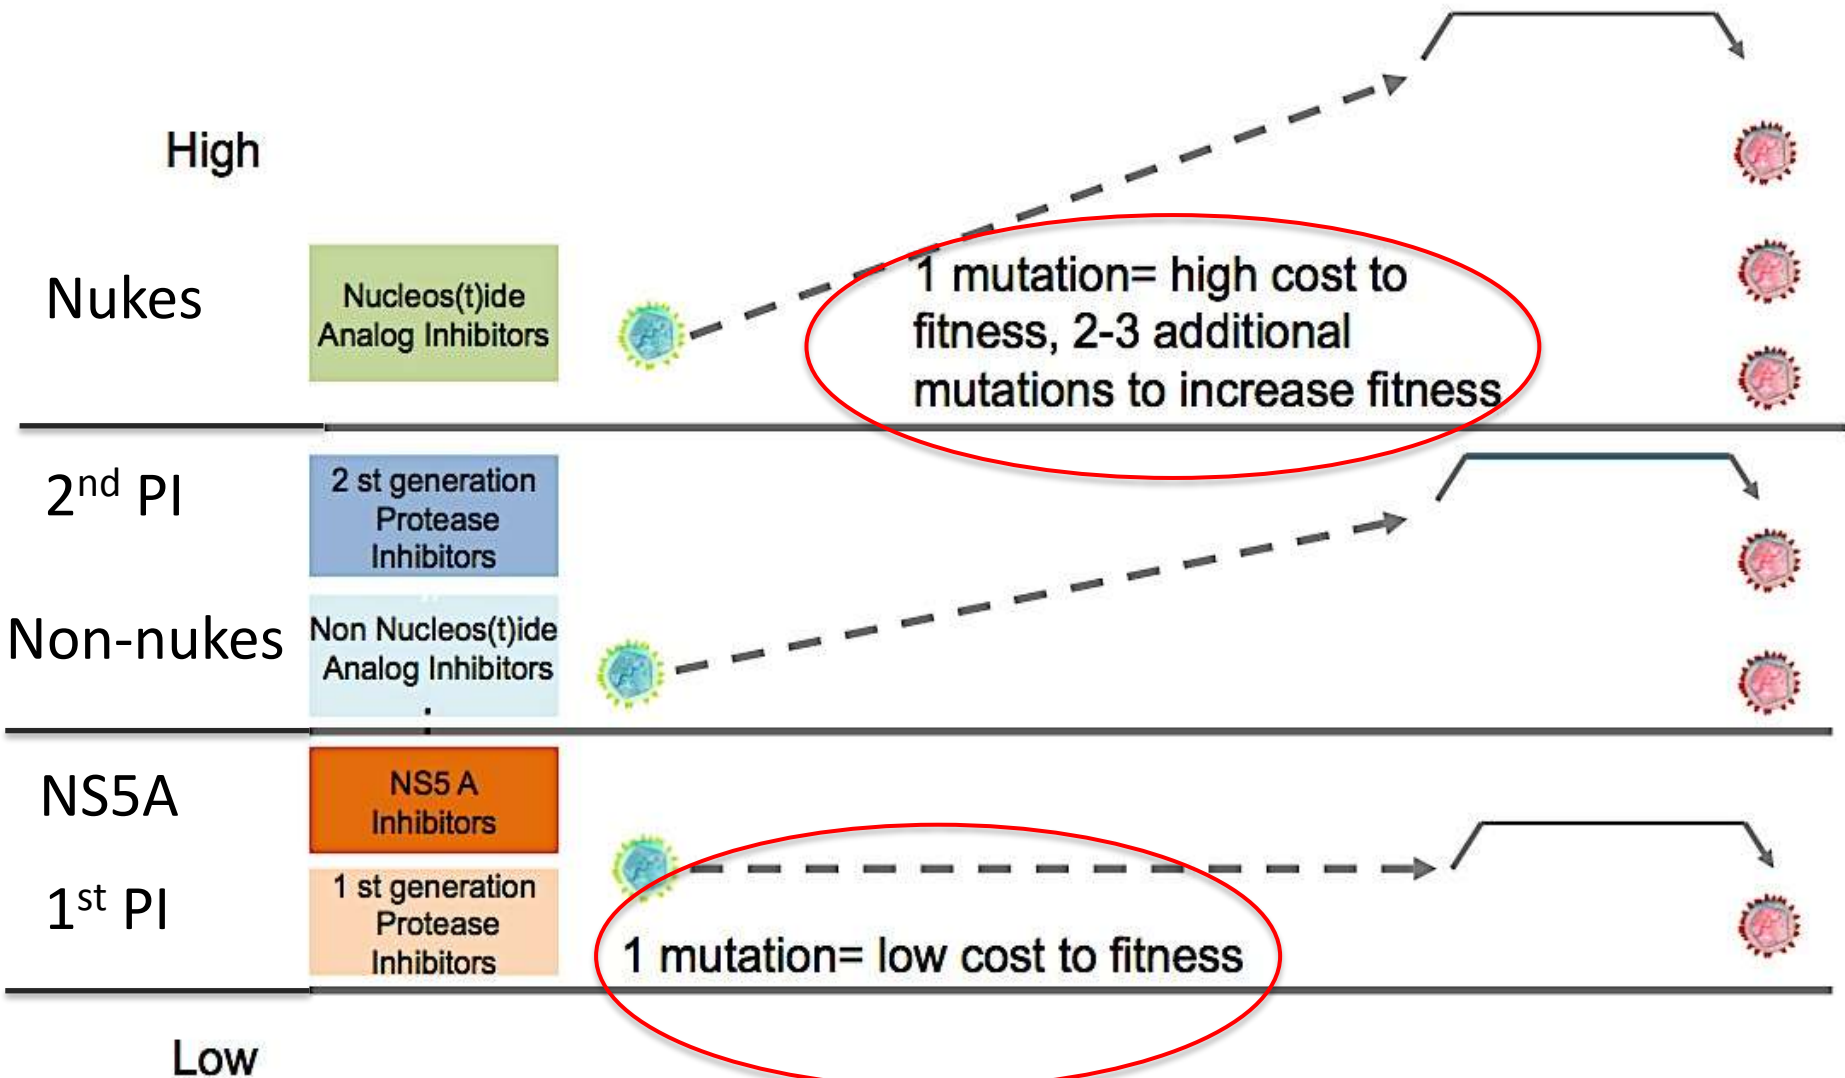 High
Nukes
Nucleos(t)ide
Analog Inhibitors
1 mutation= high cost to
fitness, 2-3 additional
mutations to increase fitness
2nd PI
2 st generation
Protease
Inhibitors
Non-nukes
Non Nucleos(t)ide
Analog Inhibitors
NS5A
NS5 A
Inhibitors
1st PI
1 st generation
Protease
Inhibitors
1 mutation= low cost to fitness
Low